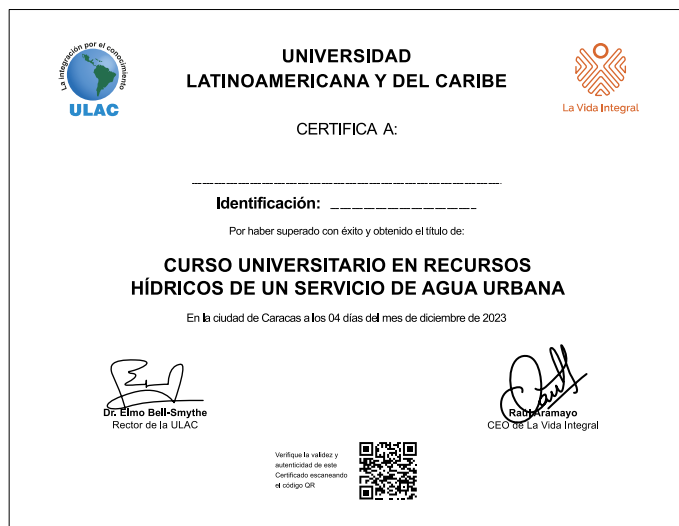 La integración por el conocimiento
ULAC
UNIVERSIDAD
LATINOAMERICANA Y DEL CARIBE
La Vida Integral
CERTIFICA A:
Identificación:
Por haber superado con éxito y obtenido el título de:
CURSO UNIVERSITARIO EN RECURSOS
HÍDRICOS DE UN SERVICIO DE AGUA URBANA
En la ciudad de Caracas a los 04 días del mes de diciembre de 2023
Dr. Elmo Bell-Smythe
Rector de la ULAC
Raúl Aramayo
CEO de La Vida Integral
Verifique la validez y
autenticidad de este
Certificado escaneando
el código QR